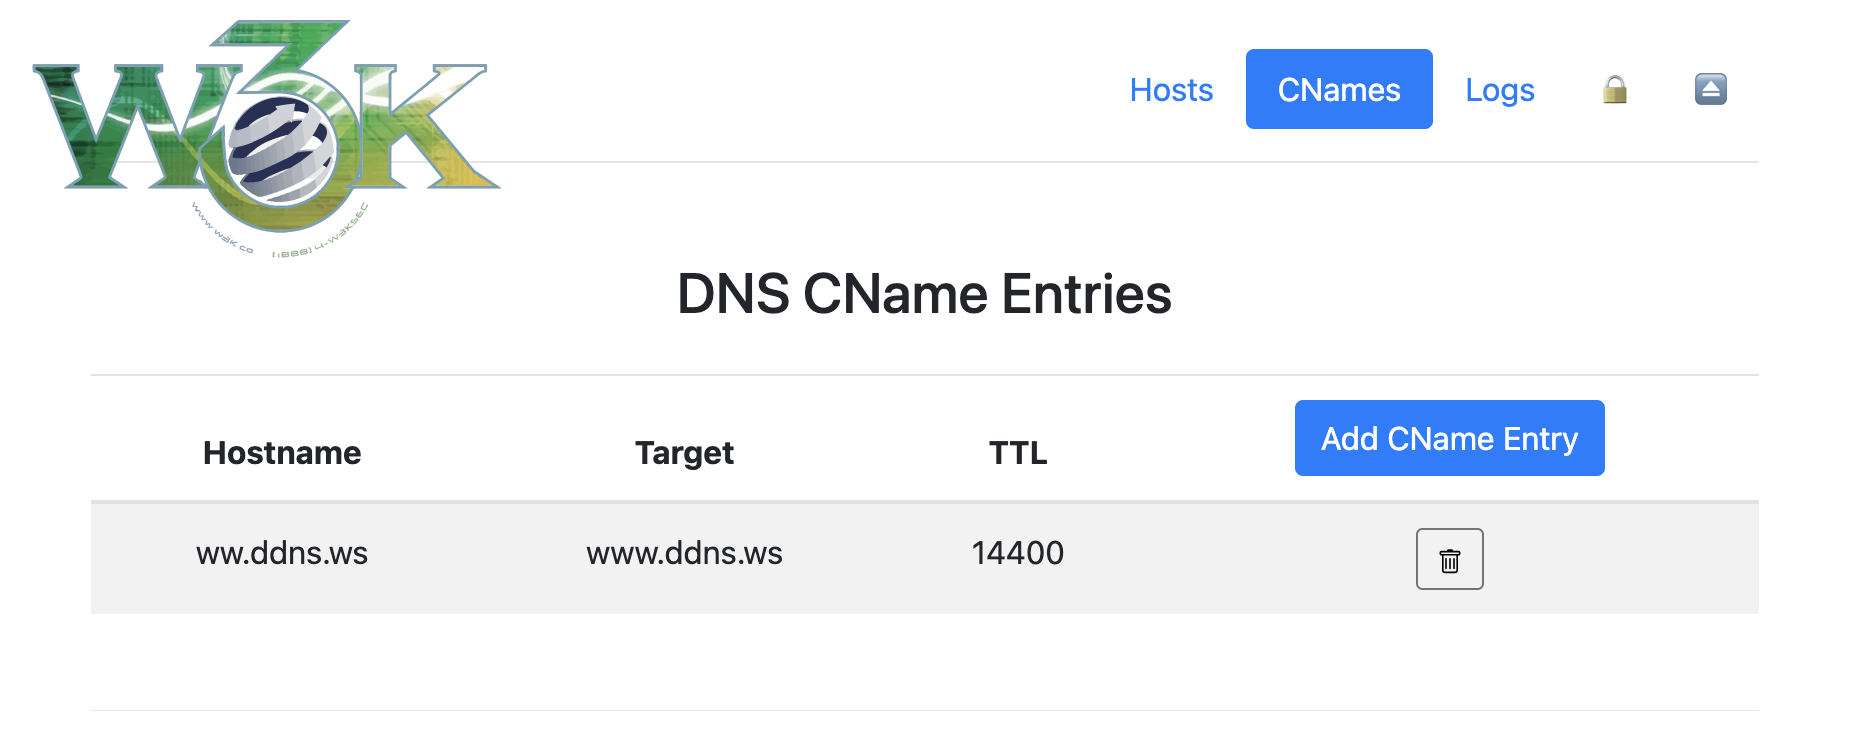 W3K
www w3k co 1(888) 4-W3KSEC
Hosts CNames Logs
DNS CName Entries
Hostname Target TTL Add CName Entry
ww.ddns.ws www.ddns.ws 14400